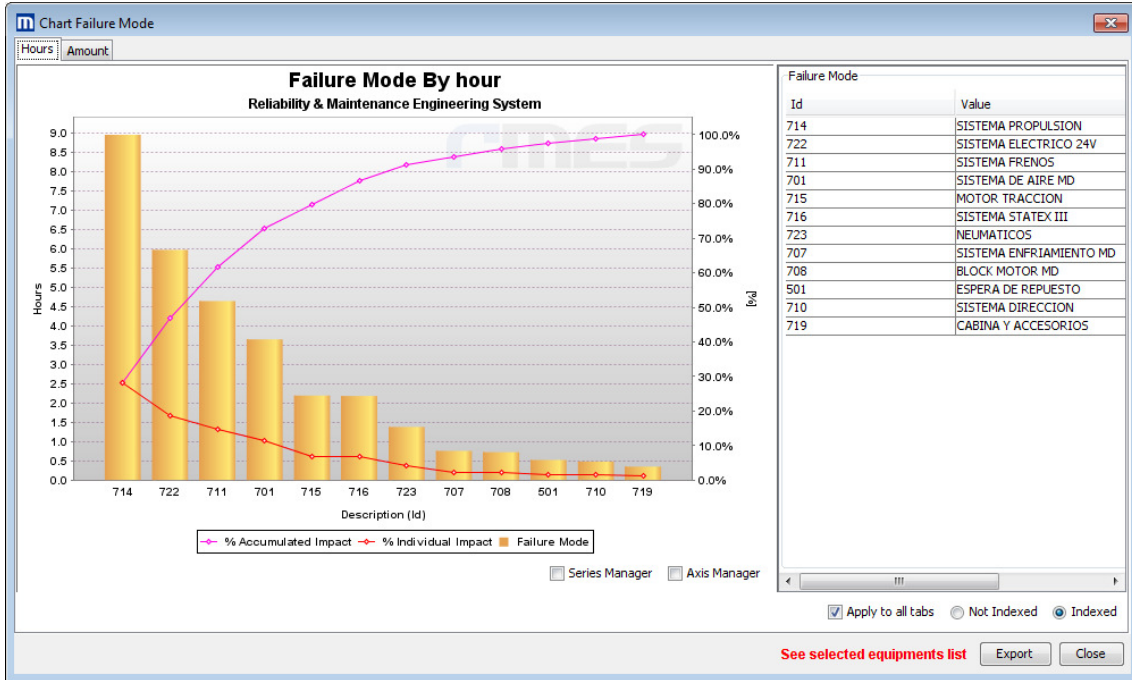 m Chart Failure Mode
Hours Amount
Failure Mode By hour
Reliability & Maintenance Engineering System
rmes
Hours
9.0
8.5
8.0
7.5
7.0
6.5
6.0
5.5
5.0
4.5
4.0
3.5
3.0
2.5
2.0
1.5
1.0
0.5
0.0
100.0%
90.0%
80.0%
70.0%
60.0%
50.0%
40.0%
30.0%
20.0%
10.0%
0.0%
[%]
714 722 711 701 715 716 723 707 708 501 710 719
Description (Id)
% Accumulated Impact % Individual Impact Failure Mode
Series Manager Axis Manager
Failure Mode
Id Value
714 SISTEMA PROPULSION
722 SISTEMA ELECTRICO 24V
711 SISTEMA FRENOS
701 SISTEMA DE AIRE MD
715 MOTOR TRACCION
716 SISTEMA STATEX III
723 NEUMATICOS
707 SISTEMA ENFRIAMIENTO MD
708 BLOCK MOTOR MD
501 ESPERA DE REPUESTO
710 SISTEMA DIRECCION
719 CABINA Y ACCESORIOS
Apply to all tabs Not Indexed Indexed
See selected equipments list Export Close